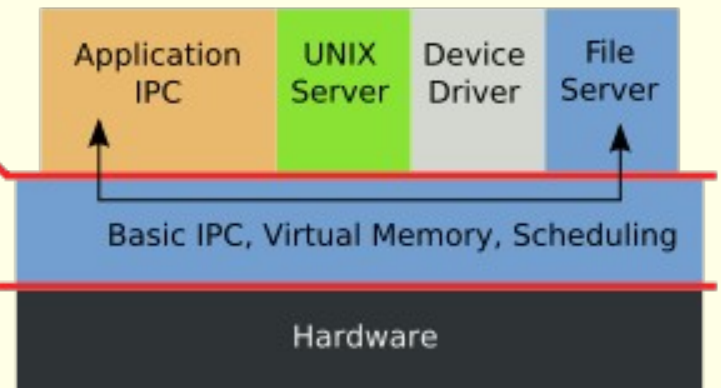 Application
IPC
UNIX
Server
Device
Driver
File
Server
Basic IPC, Virtual Memory, Scheduling
Hardware